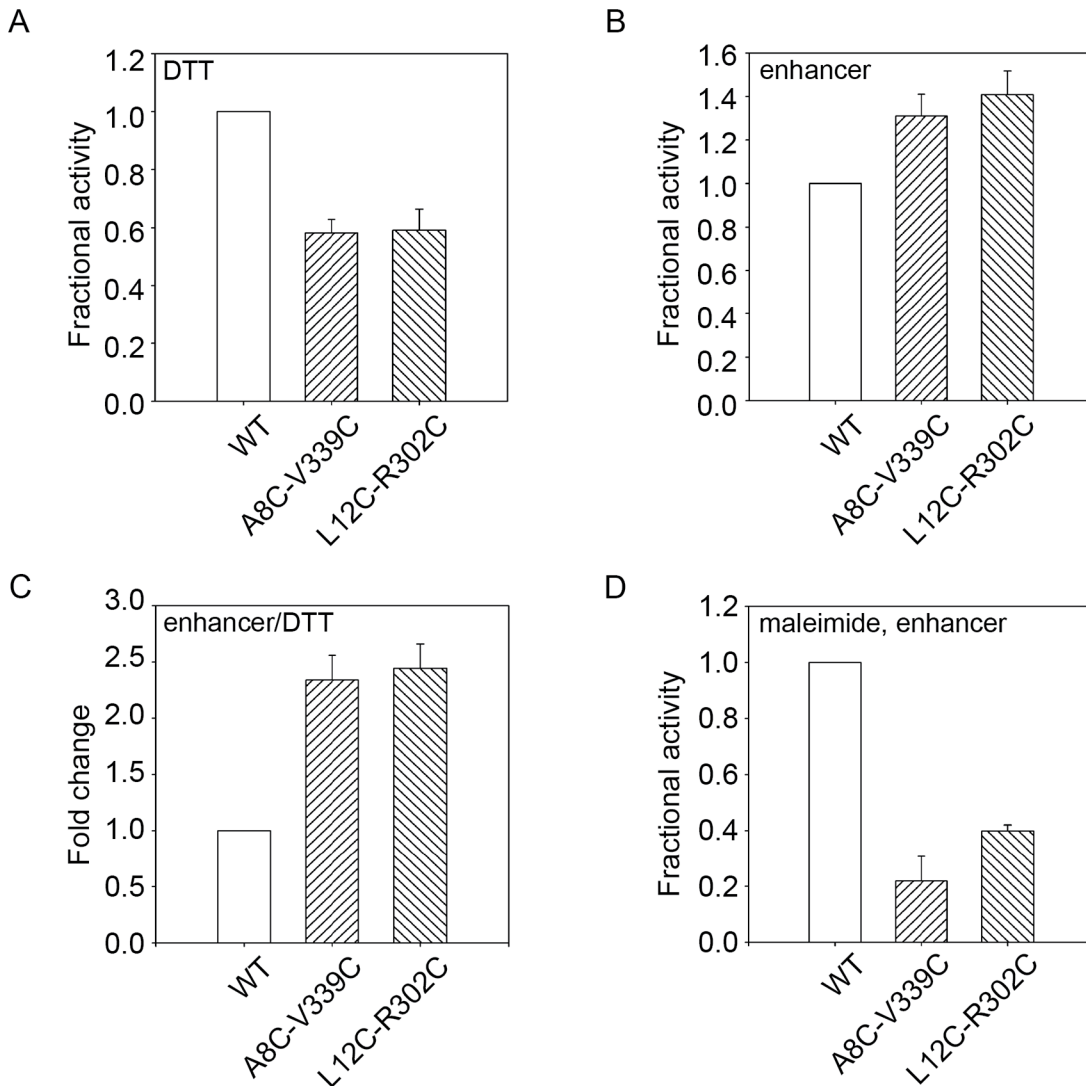 A
Fractional activity
1.2
1.0
0.8
0.6
0.4
0.2
0.0
DTT
WT
A8C-V339C
L12C-R302C
B
Fractional activity
1.6
1.4
1.2
1.0
0.8
0.6
0.4
0.2
0.0
enhancer
WT
A8C-V339C
L12C-R302C
C
Fold change
3.0
2.5
2.0
1.5
1.0
0.5
0.0
enhancer/DTT
WT
A8C-V339C
L12C-R302C
D
Fractional activity
1.2
1.0
0.8
0.6
0.4
0.2
0.0
maleimide, enhancer
WT
A8C-V339C
L12C-R302C